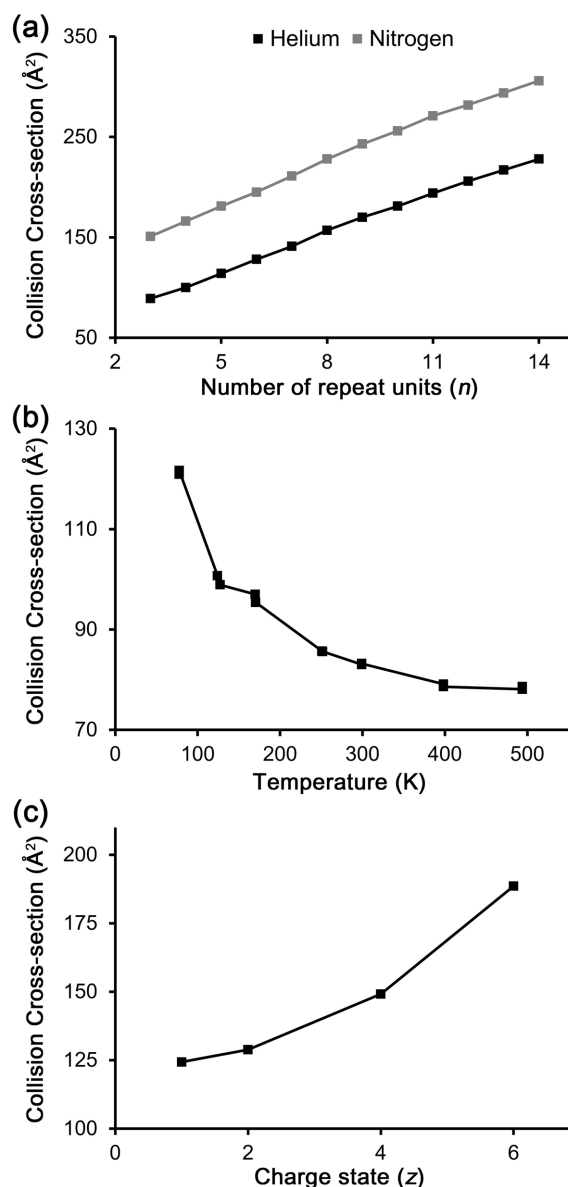 (a)
350
Helium Nitrogen
250
150
50
Collision Cross-section (Å²)
2 5 8 11 14
Number of repeat units (n)
(b)
130
110
90
70
Collision Cross-section (Å²)
0 100 200 300 400 500
Temperature (K)
(c)
200
175
150
125
100
Collision Cross-section (Å²)
0 2 4 6
Charge state (z)